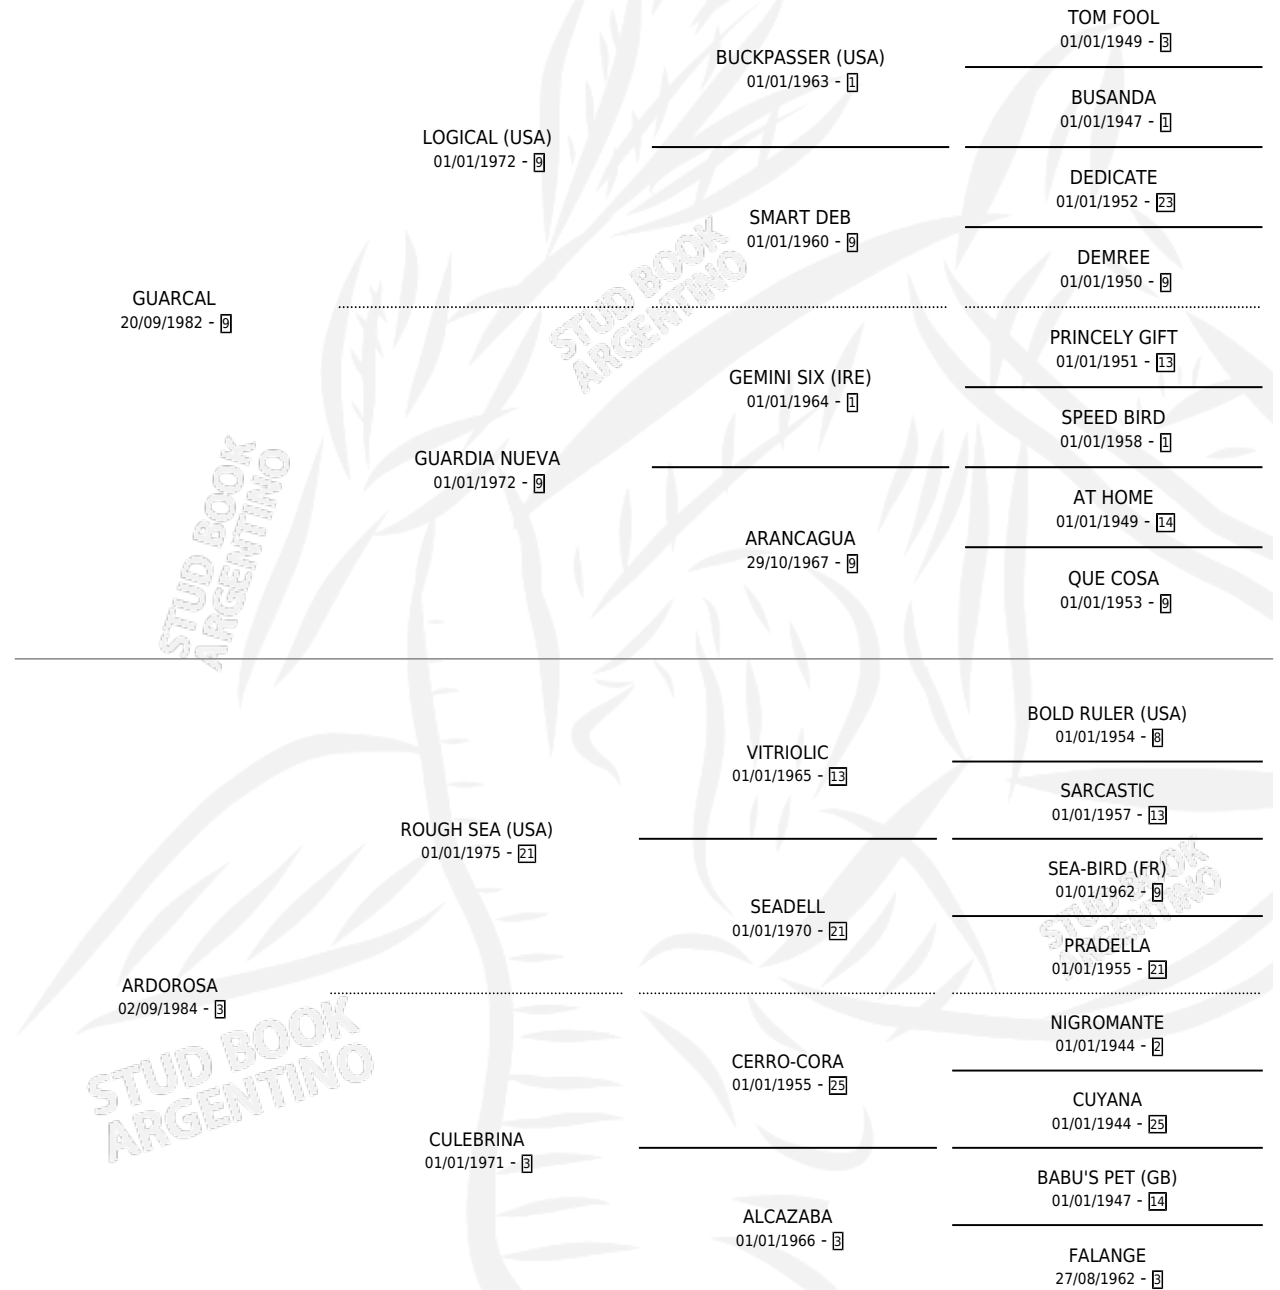 TOM FOOL
01/01/1949 - 3
BUCKPASSER (USA)
01/01/1963 - 1
BUSANDA
01/01/1947 - 1
LOGICAL (USA)
01/01/1972 - 9
DEDICATE
01/01/1952 - 23
SMART DEB
01/01/1960 - 9
DEMREE
01/01/1950 - 9
GUARCAL
20/09/1982 - 9
PRINCELY GIFT
01/01/1951 - 13
GEMINI SIX (IRE)
01/01/1964 - 1
SPEED BIRD
01/01/1958 - 1
GUARDIA NUEVA
01/01/1972 - 9
AT HOME
01/01/1949 - 14
ARANCAGUA
29/10/1967 - 9
QUE COSA
01/01/1953 - 9
BOLD RULER (USA)
01/01/1954 - 8
VITRIOLIC
01/01/1965 - 13
SARCASTIC
01/01/1957 - 13
ROUGH SEA (USA)
01/01/1975 - 21
SEA-BIRD (FR)
01/01/1962 - 9
SEADELL
01/01/1970 - 21
PRADELLA
01/01/1955 - 21
ARDOROSA
02/09/1984 - 3
NIGROMANTE
01/01/1944 - 2
CERRO-CORA
01/01/1955 - 25
CUYANA
01/01/1944 - 25
CULEBRINA
01/01/1971 - 3
BABU'S PET (GB)
01/01/1947 - 14
ALCAZABA
01/01/1966 - 3
FALANGE
27/08/1962 - 3
STUD BOOK
ARGENTINO
STUD BOOK
ARGENTINO
STUD BOOK
ARGENTINO
STUD BOOK
ARGENTINO